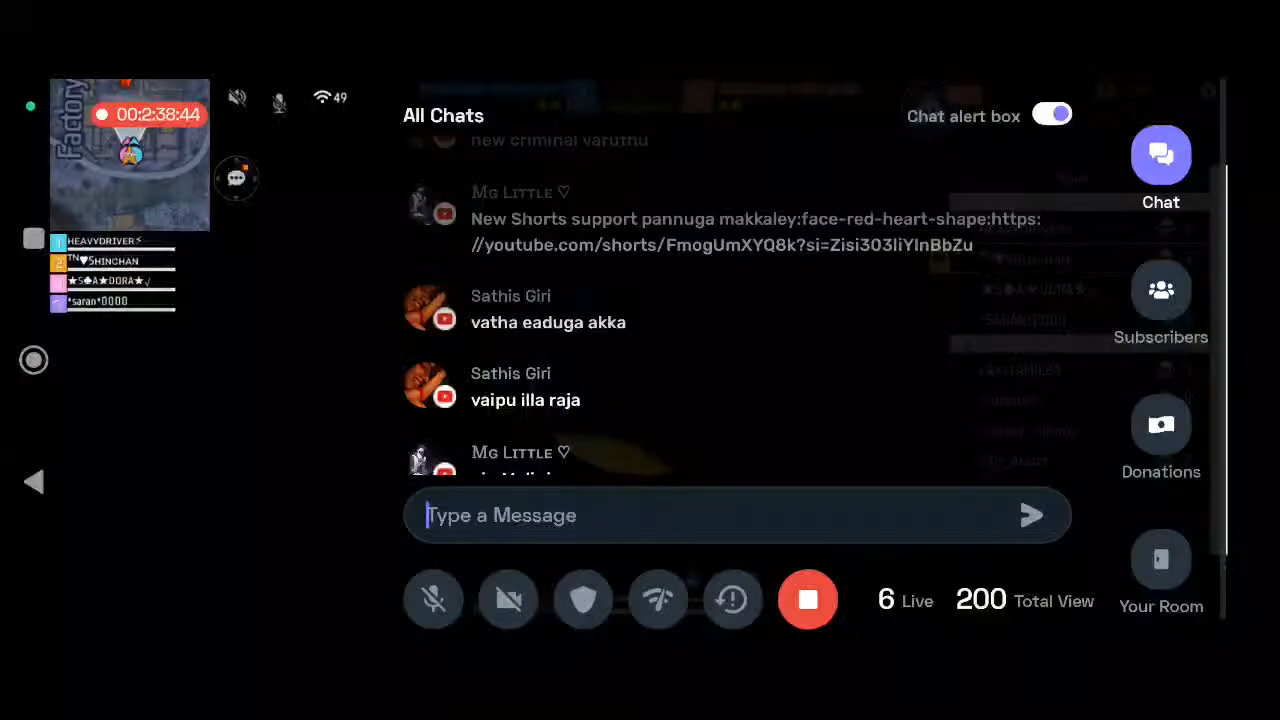 Factory
00:2:38:44
49
HEAVYDRIVER⚡
TN♥SHINCHAN
★S♣A★DORA★√
*saran*0000
All Chats
Chat alert box
new criminal varuthu
Mg Little ♡
New Shorts support pannuga makkaley:face-red-heart-shape:https:
//youtube.com/shorts/FmogUmXYQ8k?si=Zisi303liYlnBbZu
Sathis Giri
vatha eaduga akka
Sathis Giri
vaipu illa raja
Mg Little ♡
Type a Message
6 Live
200 Total View
Chat
Subscribers
Donations
Your Room